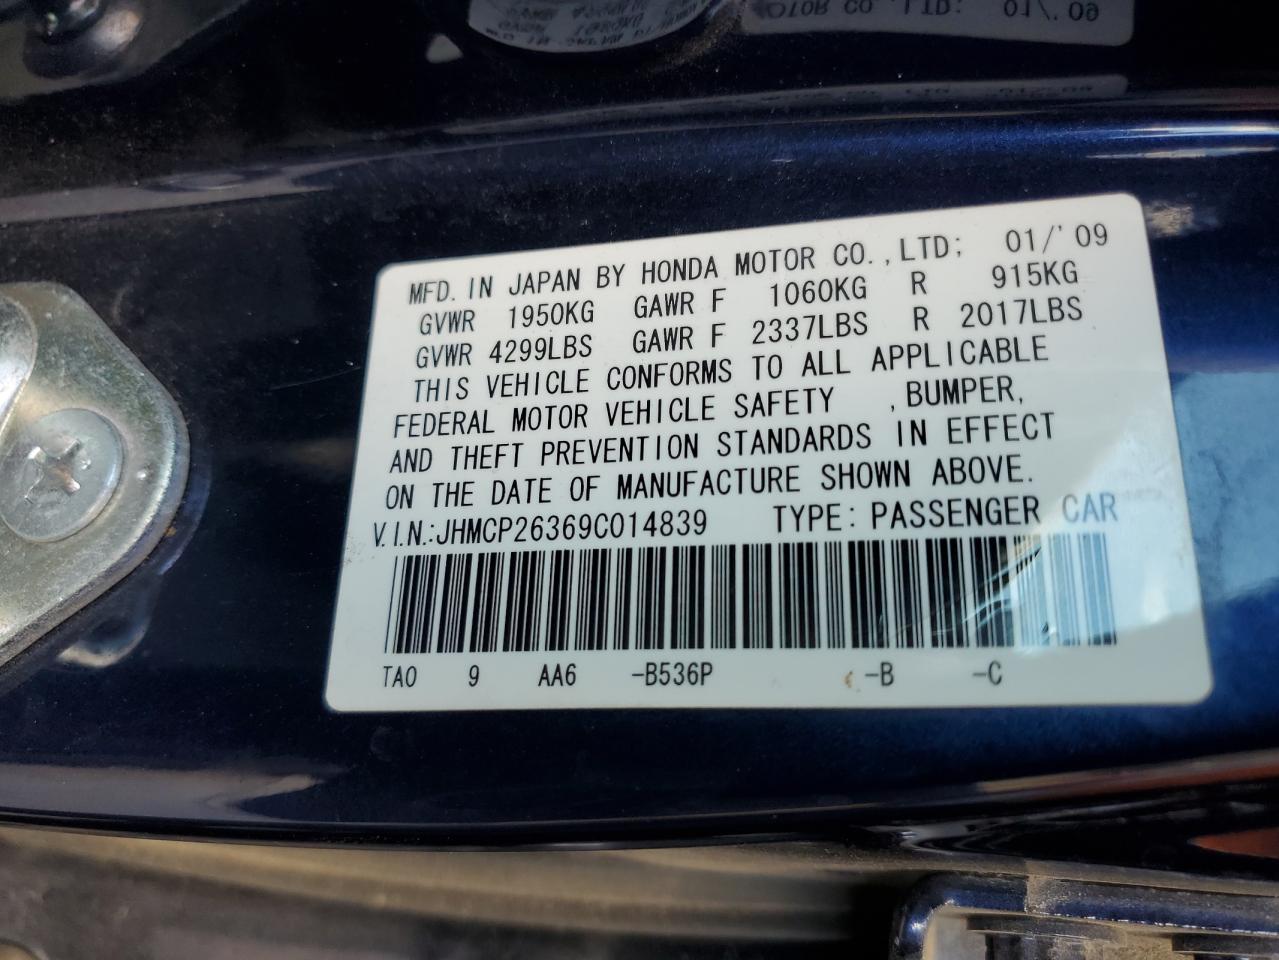 MFD. IN JAPAN BY HONDA MOTOR CO.,LTD; 01/'09
GVWR 1950KG GAWR F 1060KG R 915KG
GVWR 4299LBS GAWR F 2337LBS R 2017LBS
THIS VEHICLE CONFORMS TO ALL APPLICABLE
FEDERAL MOTOR VEHICLE SAFETY ,BUMPER,
AND THEFT PREVENTION STANDARDS IN EFFECT
ON THE DATE OF MANUFACTURE SHOWN ABOVE.
V.I.N.:JHMCP26369C014839 TYPE: PASSENGER CAR
TA0 9 AA6 -B536P -B -C